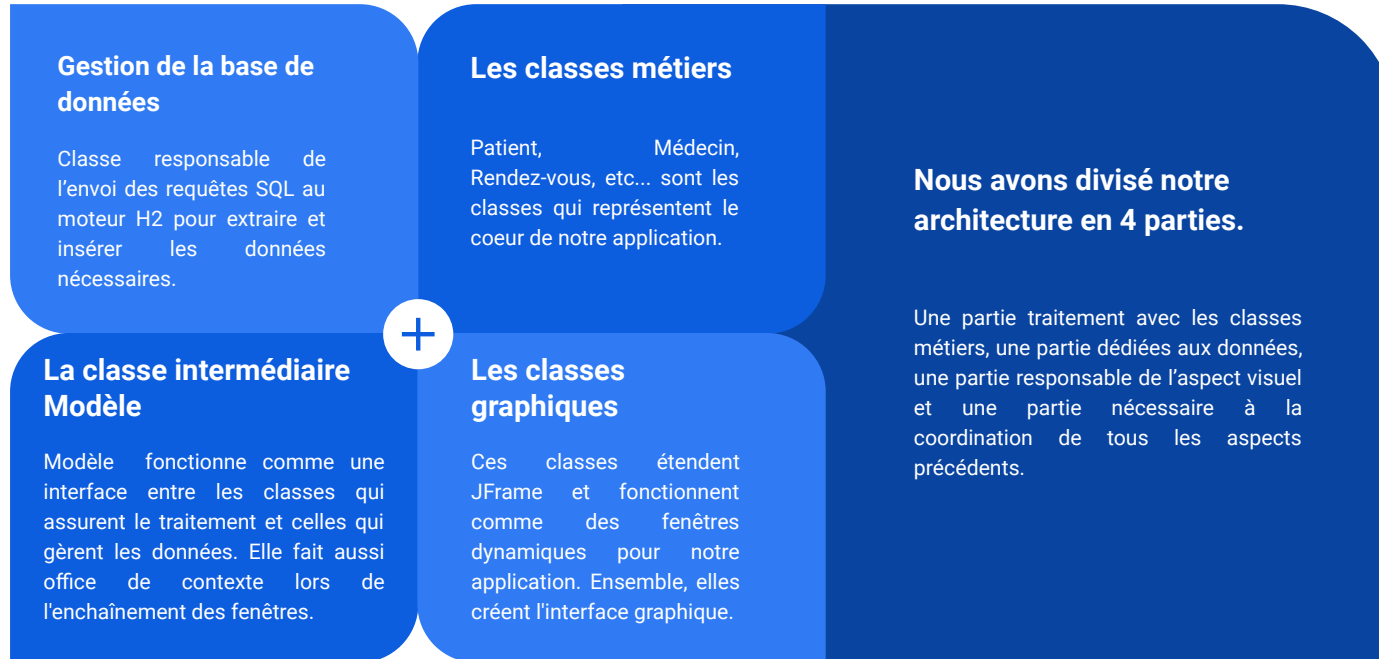 Gestion de la base de
données
Classe responsable de
l'envoi des requêtes SQL au
moteur H2 pour extraire et
insérer les données
nécessaires.
Les classes métiers
Patient, Médecin,
Rendez-vous, etc... sont les
classes qui représentent le
coeur de notre application.
La classe intermédiaire
Modèle
Modèle fonctionne comme une
interface entre les classes qui
assurent le traitement et celles qui
gèrent les données. Elle fait aussi
office de contexte lors de
l'enchaînement des fenêtres.
Les classes
graphiques
Ces classes étendent
JFrame et fonctionnent
comme des fenêtres
dynamiques pour notre
application. Ensemble, elles
créent l'interface graphique.
Nous avons divisé notre
architecture en 4 parties.
Une partie traitement avec les classes
métiers, une partie dédiées aux données,
une partie responsable de l'aspect visuel
et une partie nécessaire à la
coordination de tous les aspects
précédents.